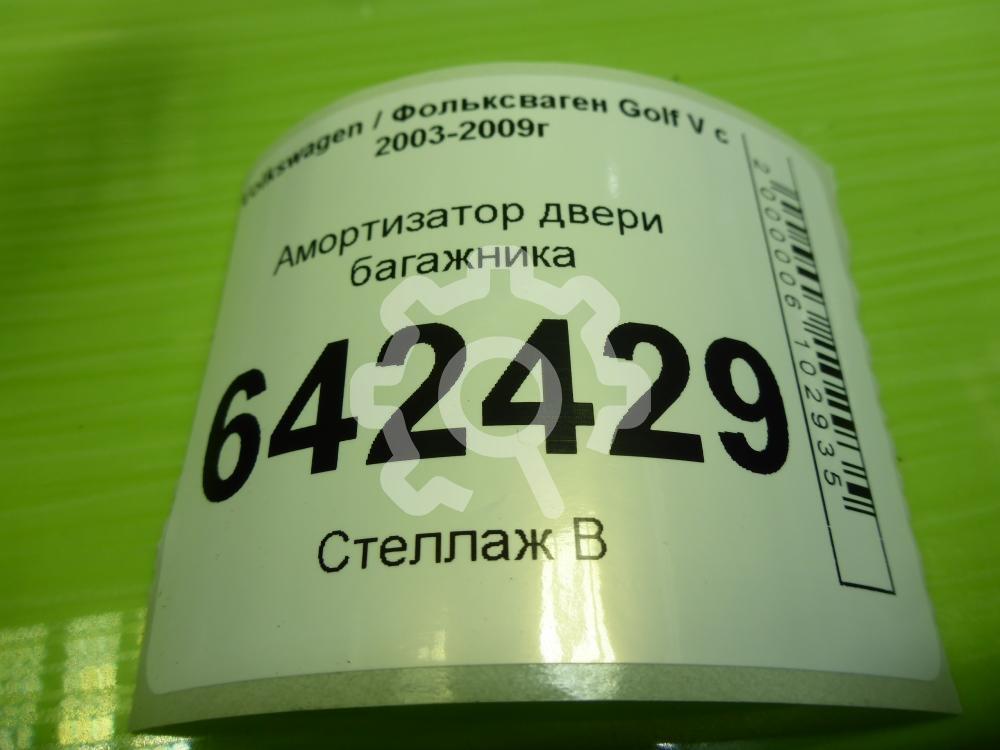 Volkswagen / Фольксваген Golf V с
2003-2009г
Амортизатор двери
багажника
642429
Стеллаж В
2000006102935